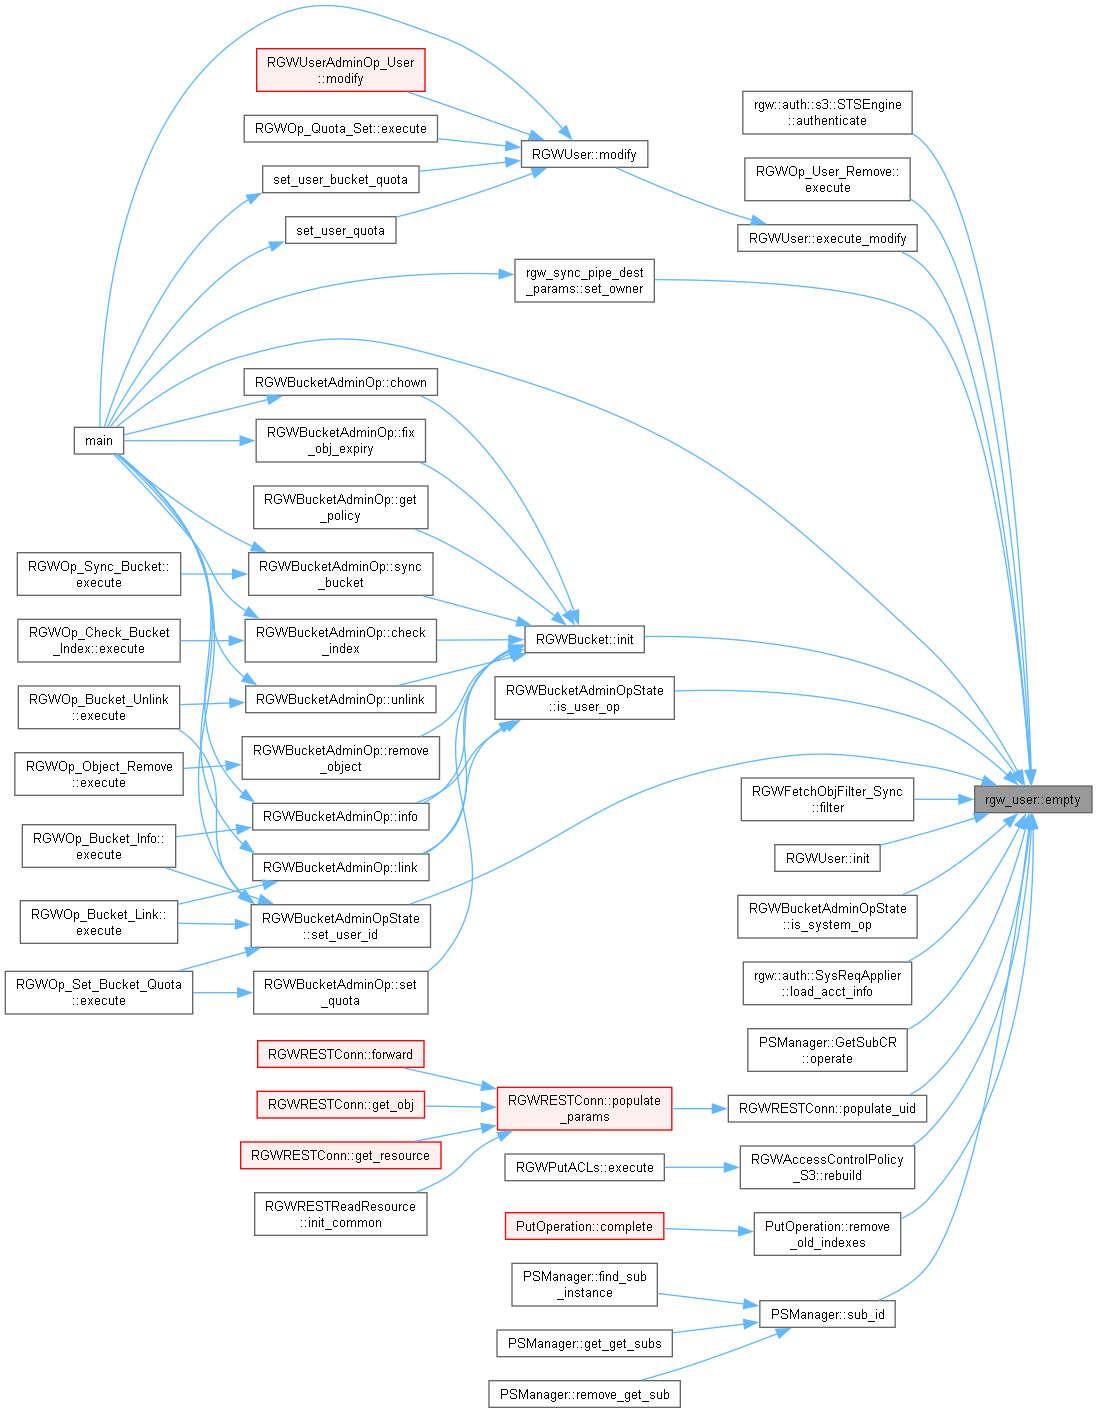 RGWUserAdminOp_User
::modify
RGWOp_Quota_Set::execute
set_user_bucket_quota
set_user_quota
RGWUser::modify
rgw::auth::s3::STSEngine
::authenticate
RGWOp_User_Remove::
execute
RGWUser::execute_modify
rgw_sync_pipe_dest
_params::set_owner
main
RGWBucketAdminOp::chown
RGWBucketAdminOp::fix
_obj_expiry
RGWBucketAdminOp::get
_policy
RGWBucketAdminOp::sync
_bucket
RGWOp_Sync_Bucket::
execute
RGWBucketAdminOp::check
_index
RGWOp_Check_Bucket
_Index::execute
RGWBucket::init
RGWBucketAdminOp::unlink
RGWOp_Bucket_Unlink
::execute
RGWBucketAdminOpState
::is_user_op
RGWBucketAdminOp::remove
_object
RGWOp_Object_Remove
::execute
RGWBucketAdminOp::info
RGWOp_Bucket_Info::
execute
RGWBucketAdminOp::link
RGWOp_Bucket_Link::
execute
RGWBucketAdminOpState
::set_user_id
RGWOp_Set_Bucket_Quota
::execute
RGWBucketAdminOp::set
_quota
rgw_user::empty
RGWFetchObjFilter_Sync
::filter
RGWUser::init
RGWBucketAdminOpState
::is_system_op
rgw::auth::SysReqApplier
::load_acct_info
PSManager::GetSubCR
::operate
RGWRESTConn::forward
RGWRESTConn::get_obj
RGWRESTConn::get_resource
RGWRESTReadResource
::init_common
RGWRESTConn::populate
_params
RGWRESTConn::populate_uid
RGWPutACLs::execute
RGWAccessControlPolicy
_S3::rebuild
PutOperation::complete
PutOperation::remove
_old_indexes
PSManager::find_sub
_instance
PSManager::get_get_subs
PSManager::remove_get_sub
PSManager::sub_id